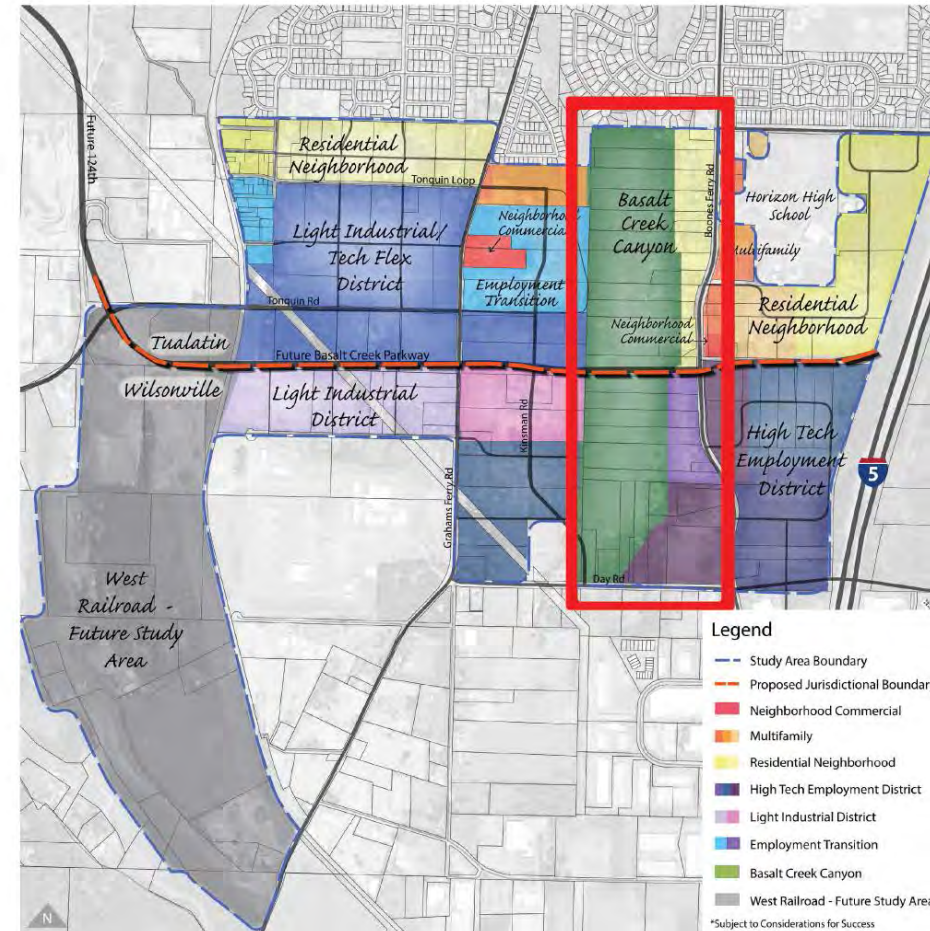 Residential
Neighborhood
Tonquin Loop
Future 124th
Light Industrial/
Tech Flex
District
Neighborhood
Commercial
Employment
Transition
Basalt
Creek
Canyon
Boones Ferry Rd
Horizon High
School
Multifamily
Neighborhood
Commercial
Residential
Neighborhood
Tonquin Rd
Tualatin
Future Basalt Creek Parkway
Wilsonville
Light Industrial
District
Kinsman Rd
Grahams Ferry Rd
High Tech
Employment
District
5
Day Rd
West
Railroad -
Future Study
Area
N
Legend
Study Area Boundary
Proposed Jurisdictional Boundar
Neighborhood Commercial
Multifamily
Residential Neighborhood
High Tech Employment District
Light Industrial District
Employment Transition
Basalt Creek Canyon
West Railroad - Future Study Area
*Subject to Considerations for Success